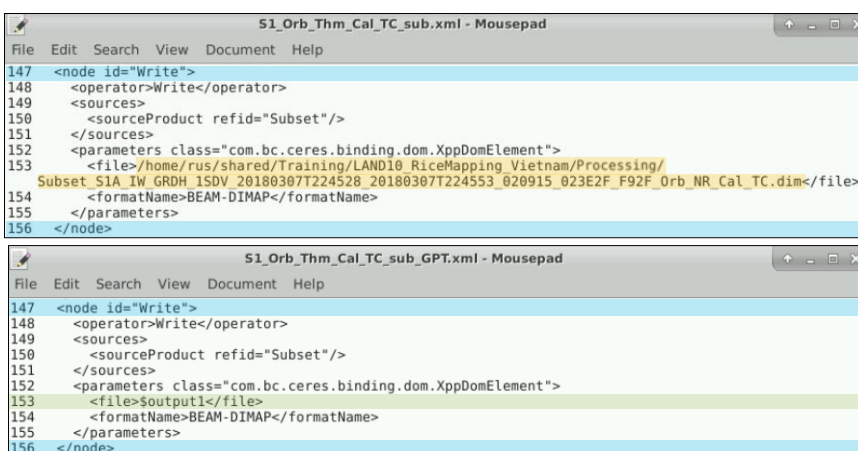 S1_Orb_Thm_Cal_TC_sub.xml - Mousepad
File Edit Search View Document Help
147 <node id="Write">
148 <operator>Write</operator>
149 <sources>
150 <sourceProduct refid="Subset"/>
151 </sources>
152 <parameters class="com.bc.ceres.binding.dom.XppDomElement">
153 <file>/home/rus/shared/Training/LAND10_RiceMapping_Vietnam/Processing/
Subset_S1A_IW_GRDH_1SDV_20180307T224528_20180307T224553_020915_023E2F_F92F_Orb_NR_Cal_TC.dim</file>
154 <formatName>BEAM-DIMAP</formatName>
155 </parameters>
156 </node>
S1_Orb_Thm_Cal_TC_sub_GPT.xml - Mousepad
File Edit Search View Document Help
147 <node id="Write">
148 <operator>Write</operator>
149 <sources>
150 <sourceProduct refid="Subset"/>
151 </sources>
152 <parameters class="com.bc.ceres.binding.dom.XppDomElement">
153 <file>$output1</file>
154 <formatName>BEAM-DIMAP</formatName>
155 </parameters>
156 </node>